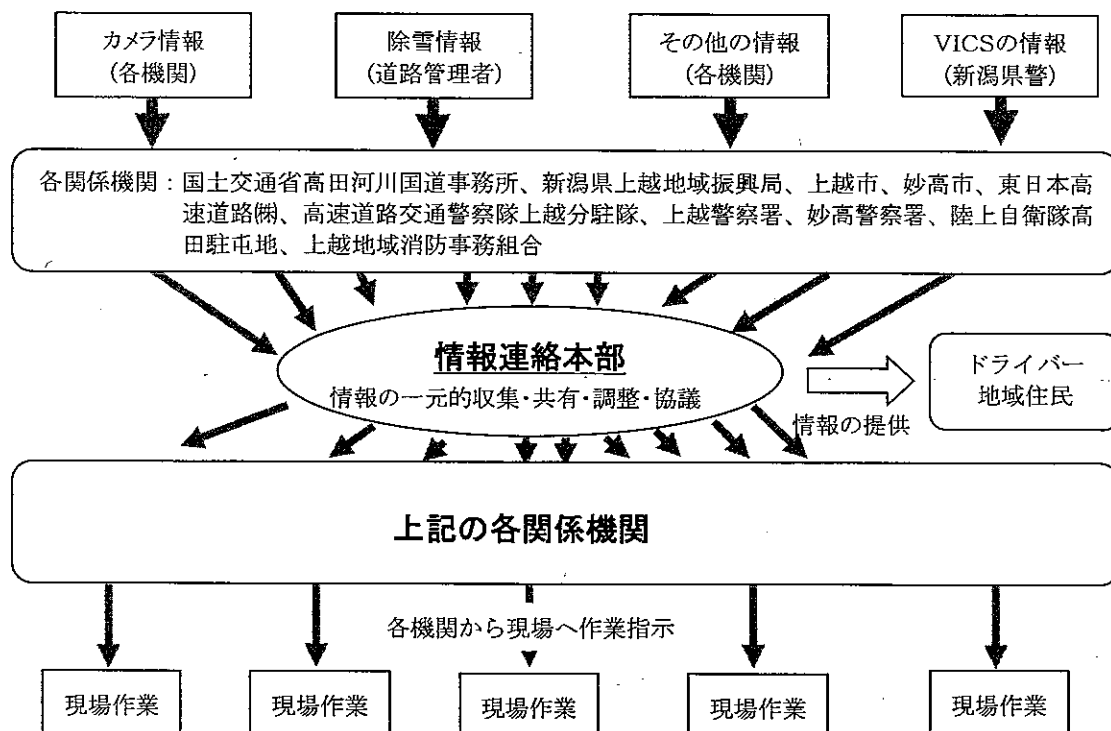 カメラ情報
(各機関)
除雪情報
(道路管理者)
その他の情報
(各機関)
VICSの情報
(新潟県警)
各関係機関：国土交通省高田河川国道事務所、新潟県上越地域振興局、上越市、妙高市、東日本高
速道路㈱、高速道路交通警察隊上越分駐隊、上越警察署、妙高警察署、陸上自衛隊高
田駐屯地、上越地域消防事務組合
情報連絡本部
情報の一元的収集・共有・調整・協議
ドライバー
地域住民
情報の提供
上記の各関係機関
各機関から現場へ作業指示
現場作業
現場作業
現場作業
現場作業
現場作業